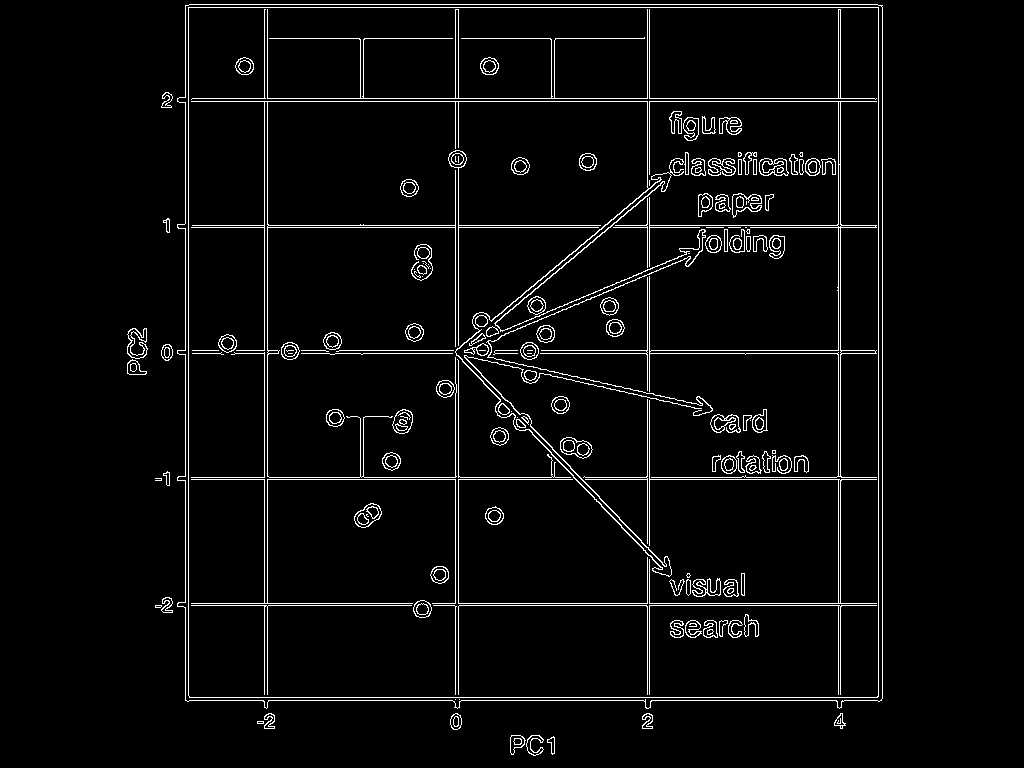 2
figure
classification
paper
1
folding
PC2
0
card
rotation
-1
visual
-2
search
-2
0
2
4
PC1